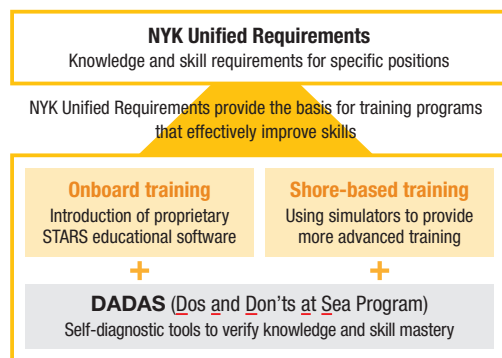 NYK Unified Requirements
Knowledge and skill requirements for specific positions
NYK Unified Requirements provide the basis for training programs
that effectively improve skills
Onboard training
Introduction of proprietary
STARS educational software
Shore-based training
Using simulators to provide
more advanced training
+
+
DADAS (Dos and Don'ts at Sea Program)
Self-diagnostic tools to verify knowledge and skill mastery